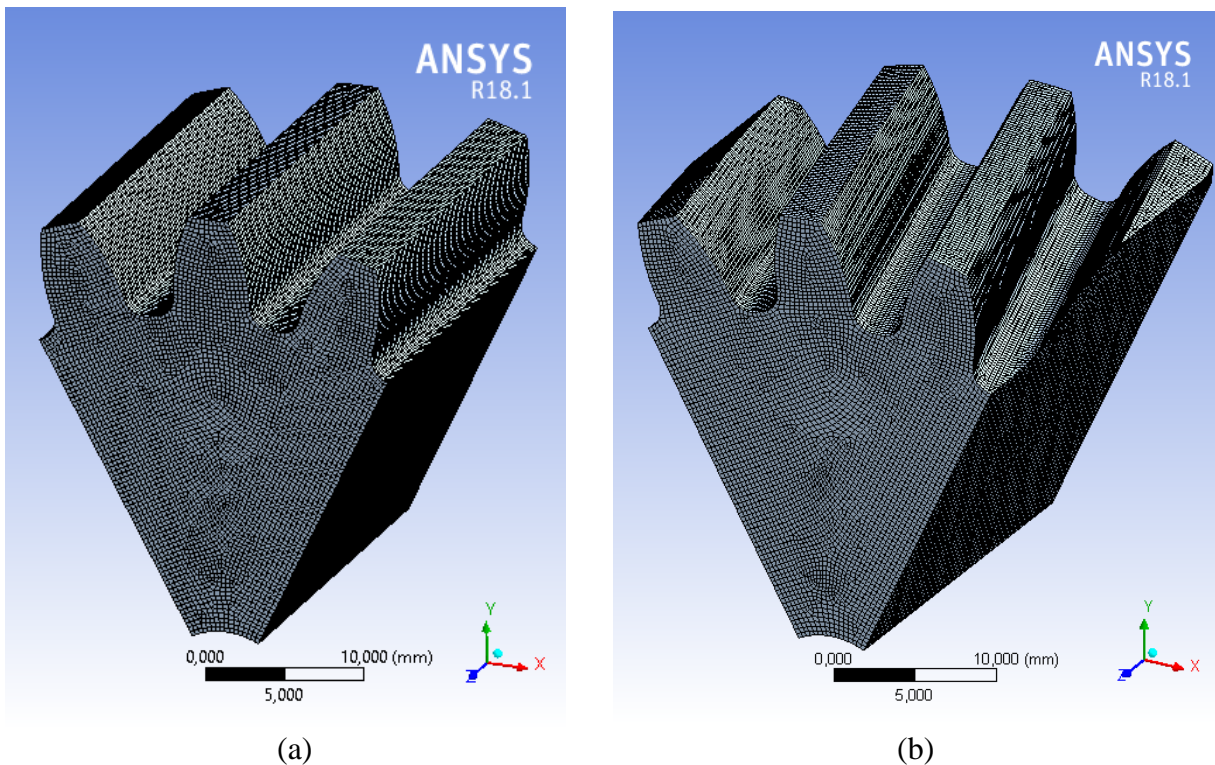 ANSYS
R18.1
0,000 10,000 (mm)
5,000
Y
X
Z
(a)
ANSYS
R18.1
0,000 10,000 (mm)
5,000
Y
X
Z
(b)